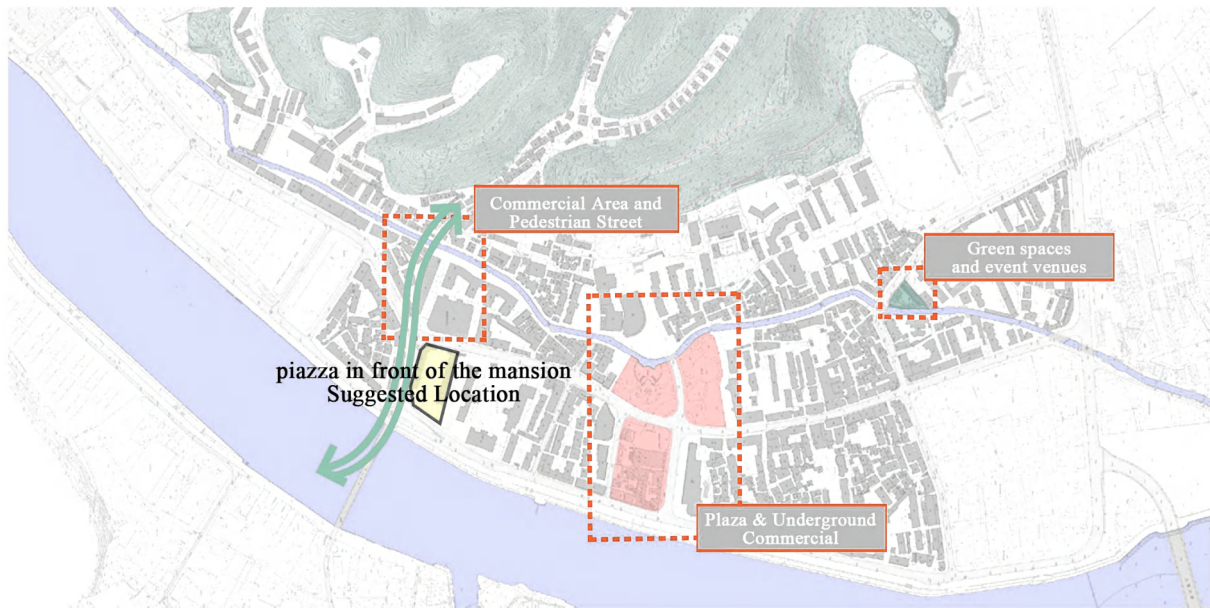 Commercial Area and
Pedestrian Street
Green spaces
and event venues
piazza in front of the mansion
Suggested Location
Plaza & Underground
Commercial